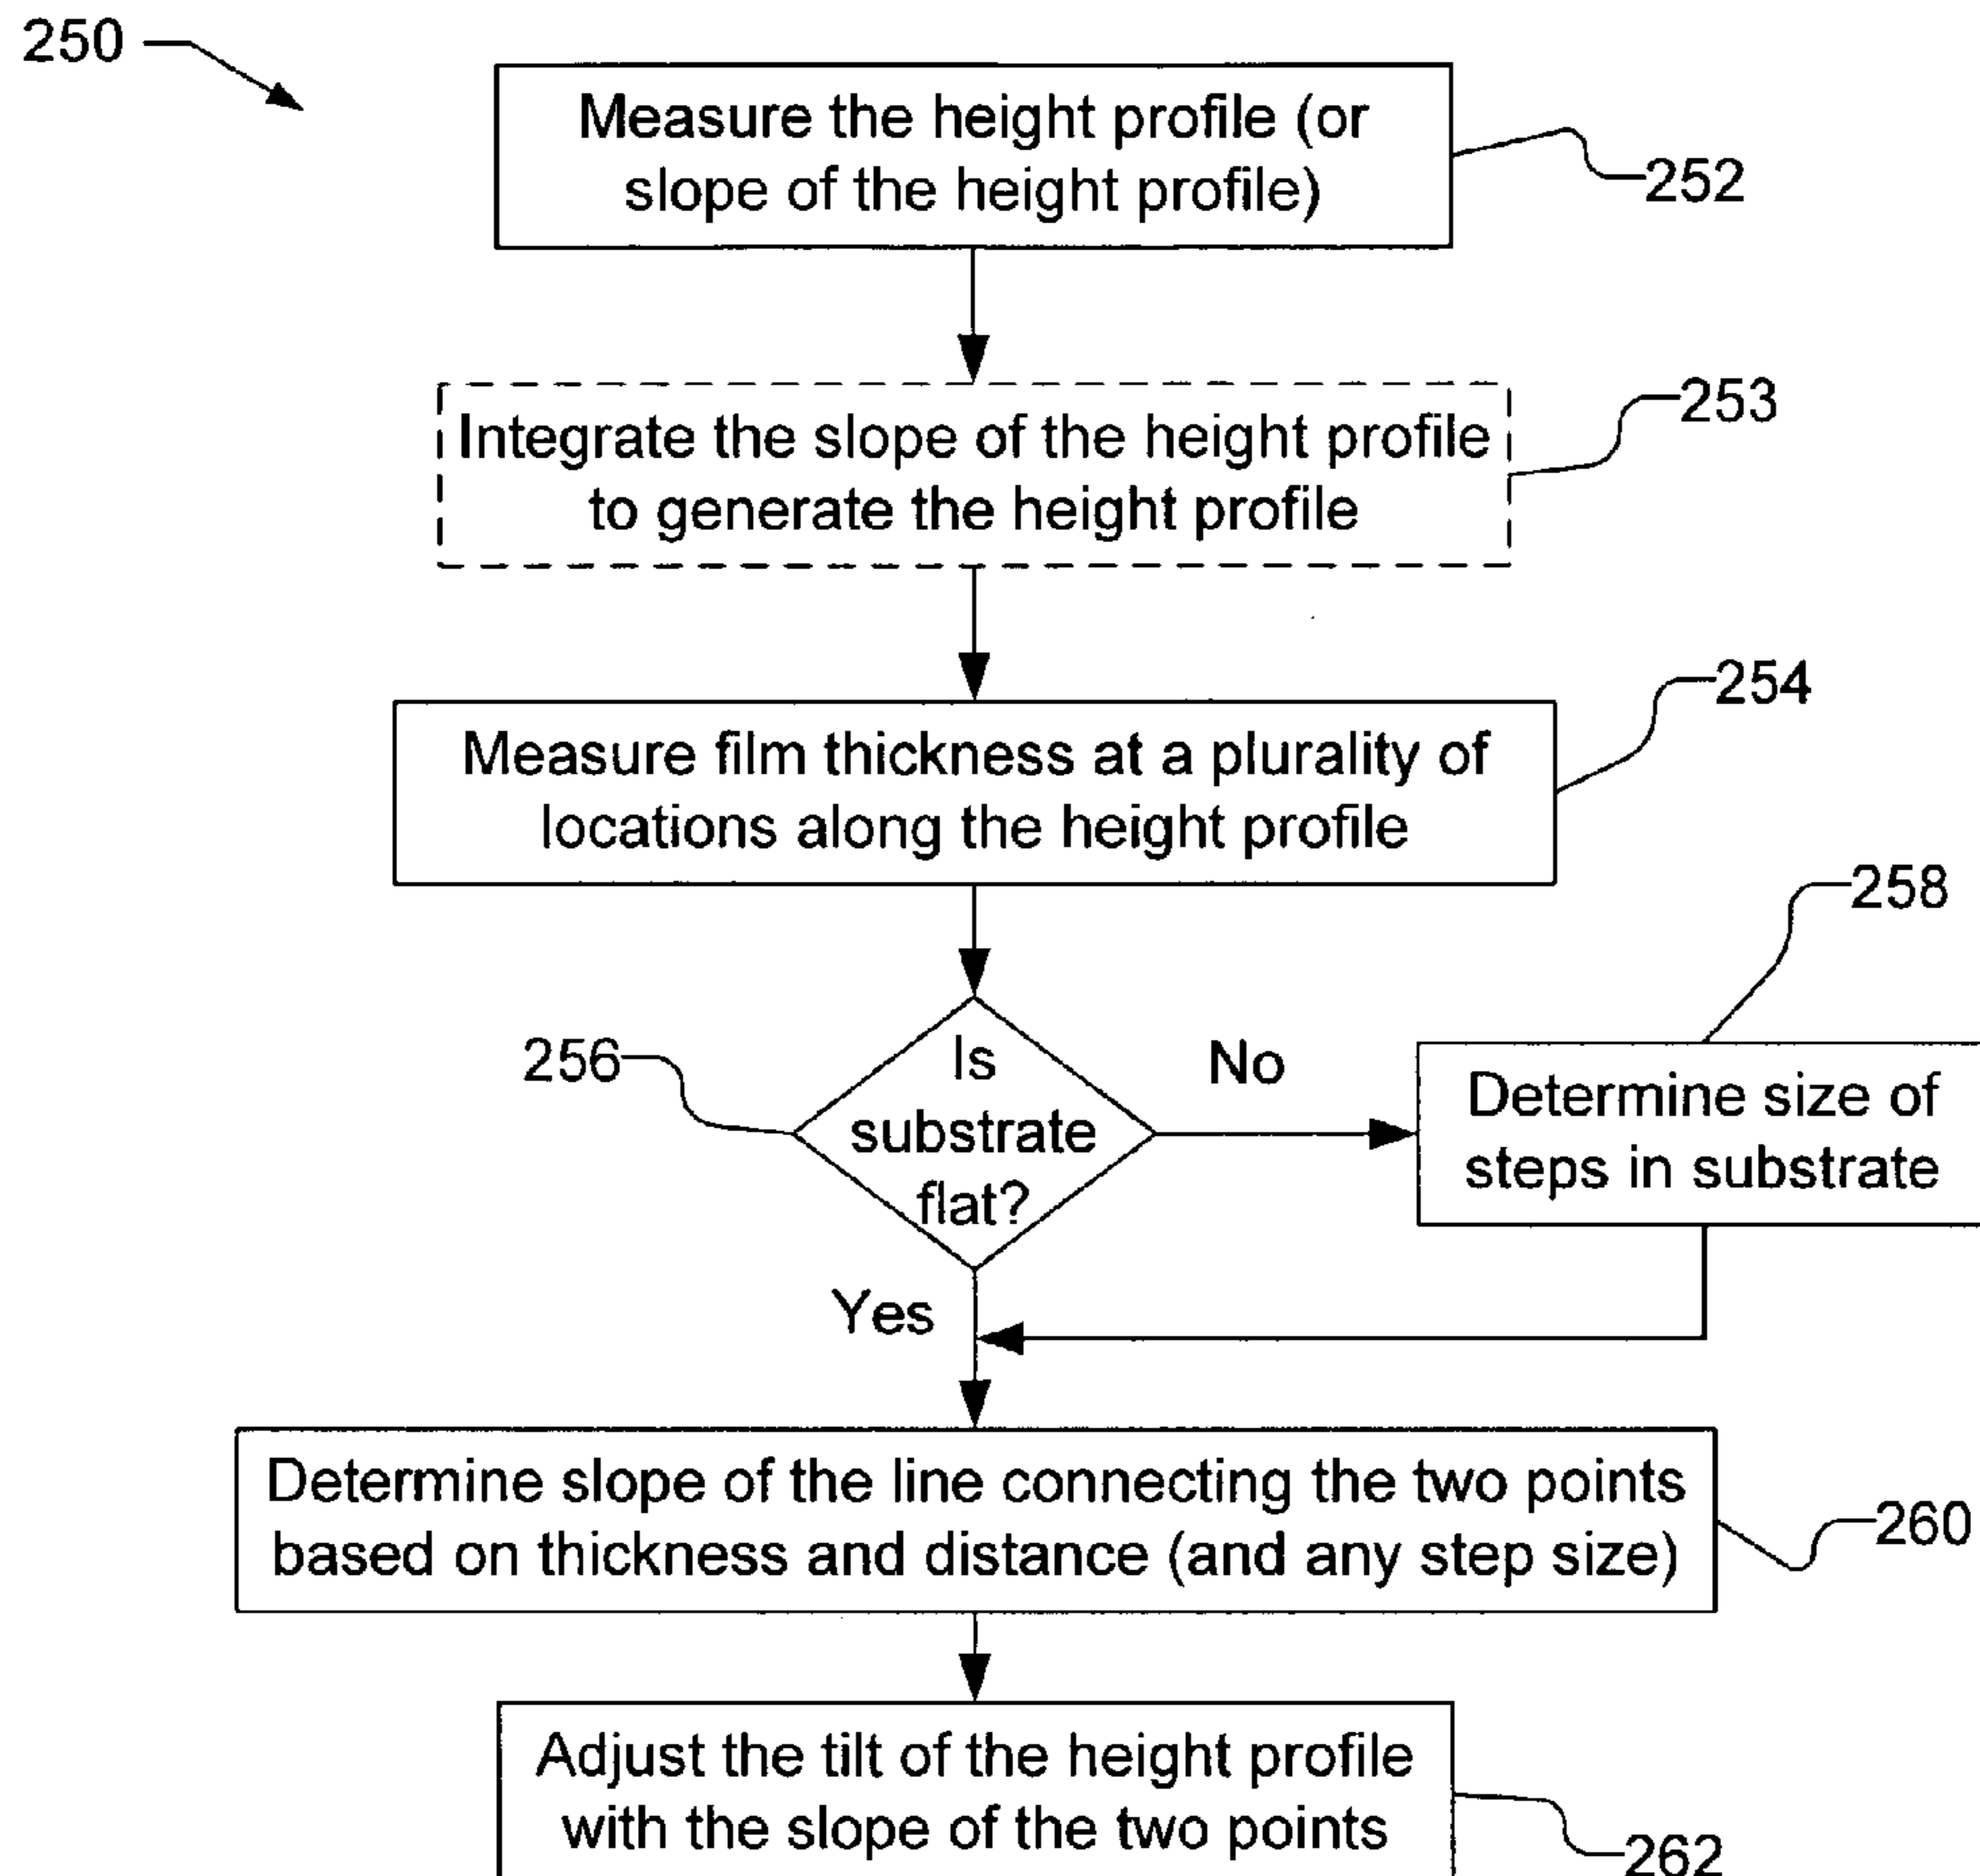 250
Measure the height profile (or
slope of the height profile)
252
Integrate the slope of the height profile
to generate the height profile
253
Measure film thickness at a plurality of
locations along the height profile
254
256
Is
substrate
flat?
No
258
Determine size of
steps in substrate
Yes
Determine slope of the line connecting the two points
based on thickness and distance (and any step size)
260
Adjust the tilt of the height profile
with the slope of the two points
262